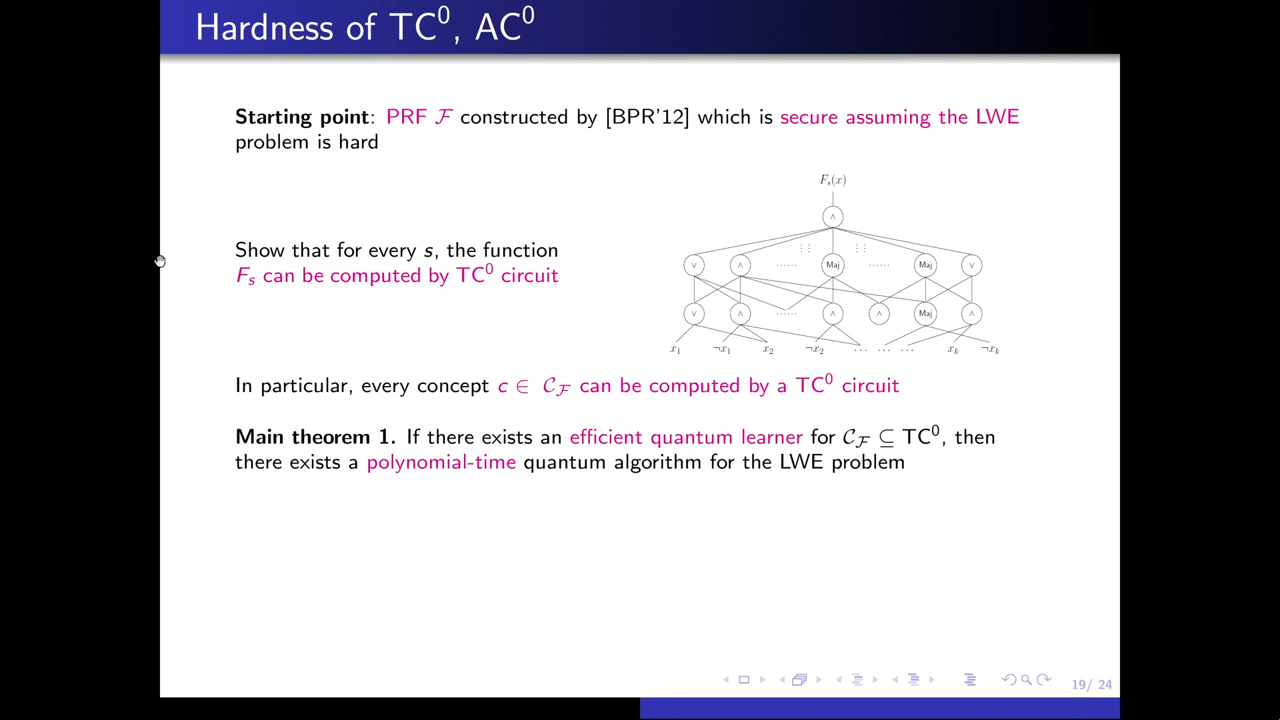 Hardness of TC⁰, AC⁰
Starting point: PRF ℱ constructed by [BPR'12] which is secure assuming the LWE
problem is hard
Fₛ(x)
∧
Show that for every s, the function
Fₛ can be computed by TC⁰ circuit
∨ ∧ ...... Maj ...... Maj ∨
∨ ∧ ...... ∧ ∧ Maj ∧
x₁ ¬x₁ x₂ ¬x₂ ... ... ... xₖ ¬xₖ
In particular, every concept c ∈ 𝒞_ℱ can be computed by a TC⁰ circuit
Main theorem 1. If there exists an efficient quantum learner for 𝒞_ℱ ⊆ TC⁰, then
there exists a polynomial-time quantum algorithm for the LWE problem
19/ 24